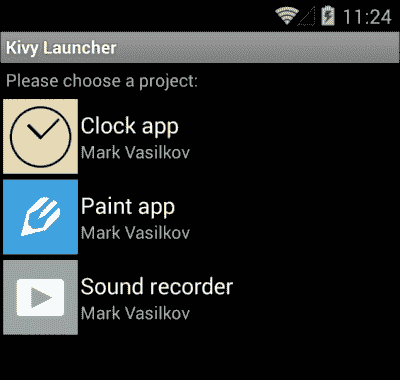 11:24
Kivy Launcher
Please choose a project:
Clock app
Mark Vasilkov
Paint app
Mark Vasilkov
Sound recorder
Mark Vasilkov